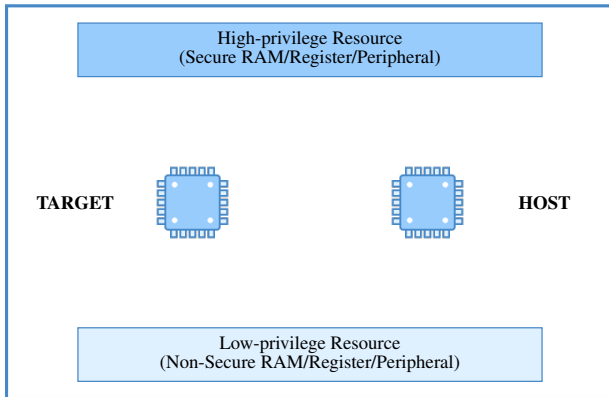 High-privilege Resource
(Secure RAM/Register/Peripheral)
TARGET
HOST
Low-privilege Resource
(Non-Secure RAM/Register/Peripheral)